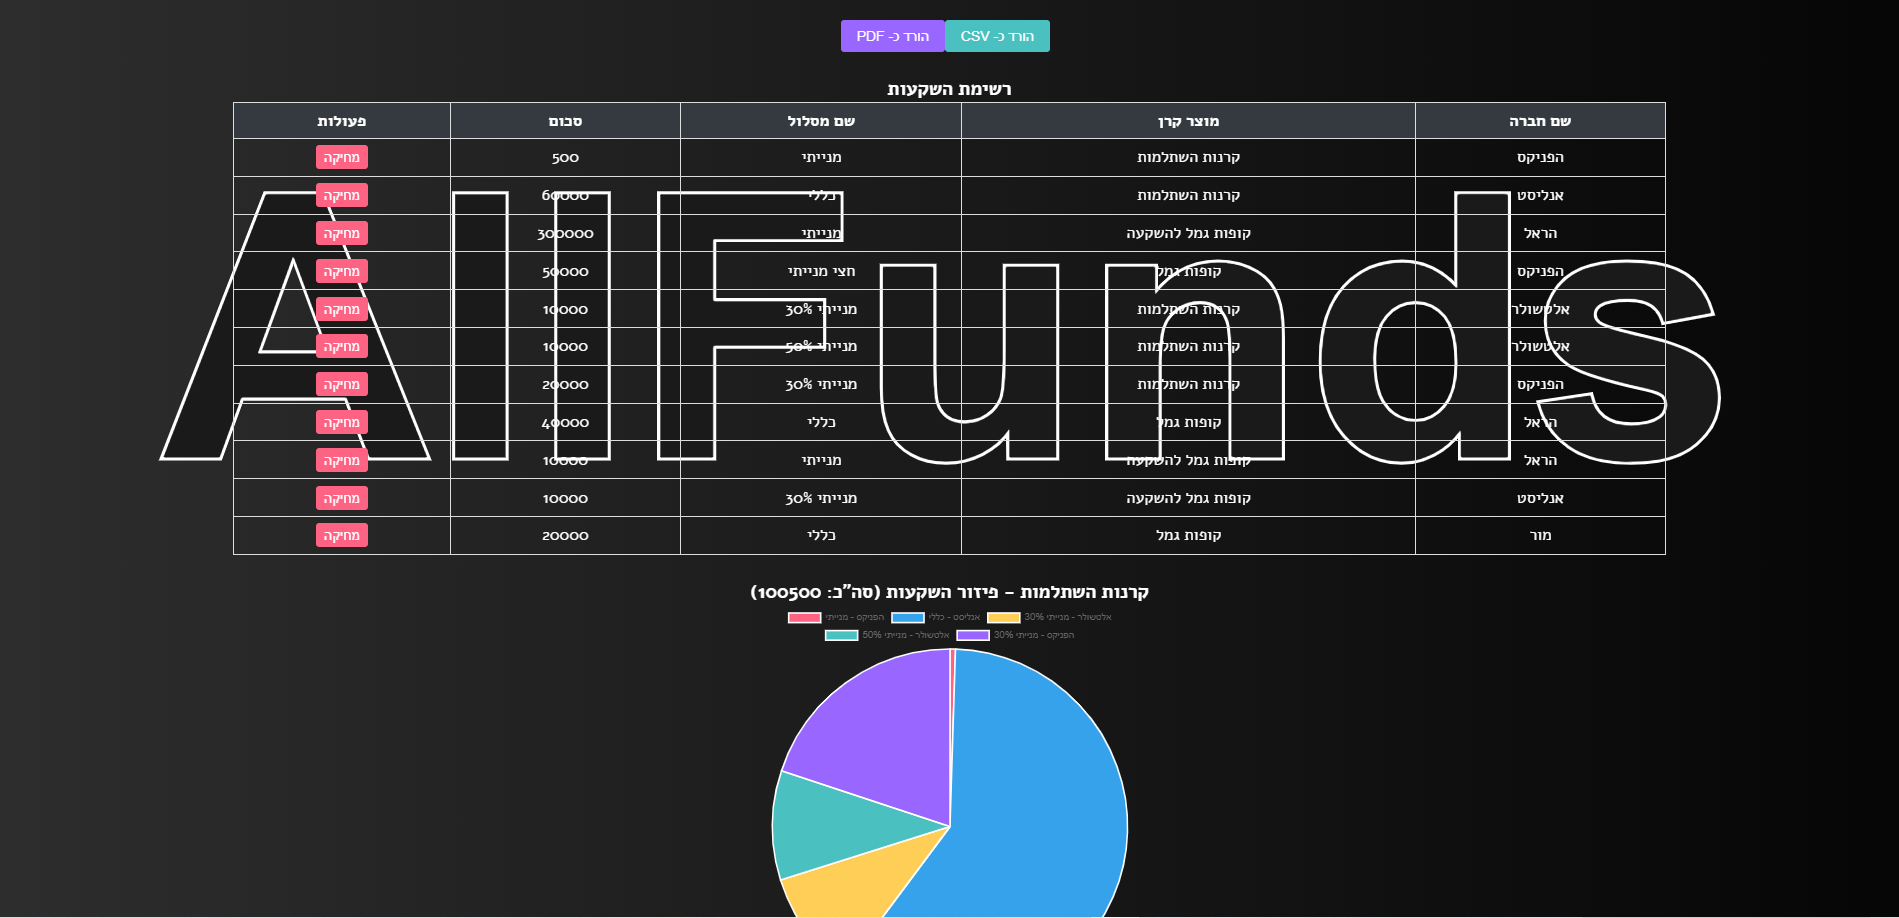 הורד כ- CSV הורד כ- PDF
רשימת השקעות
שם חברה מוצר קרן שם מסלול סכום פעולות
הפניקס קרנות השתלמות מנייתי 500 מחיקה
אנליסט קרנות השתלמות כללי 60000 מחיקה
הראל קופות גמל להשקעה מנייתי 300000 מחיקה
הפניקס קופות גמל חצי מנייתי 50000 מחיקה
אלטשולר קרנות השתלמות מנייתי 30% 10000 מחיקה
אלטשולר קרנות השתלמות מנייתי 50% 10000 מחיקה
הפניקס קרנות השתלמות מנייתי 30% 20000 מחיקה
הראל קופות גמל כללי 40000 מחיקה
הראל קופות גמל להשקעה מנייתי 10000 מחיקה
אנליסט קופות גמל להשקעה מנייתי 30% 10000 מחיקה
מור קופות גמל כללי 20000 מחיקה
AllFunds
קרנות השתלמות - פיזור השקעות (סה"כ: 100500)
הפניקס - מנייתי אנליסט - כללי אלטשולר - מנייתי 30%
אלטשולר - מנייתי 50% הפניקס - מנייתי 30%